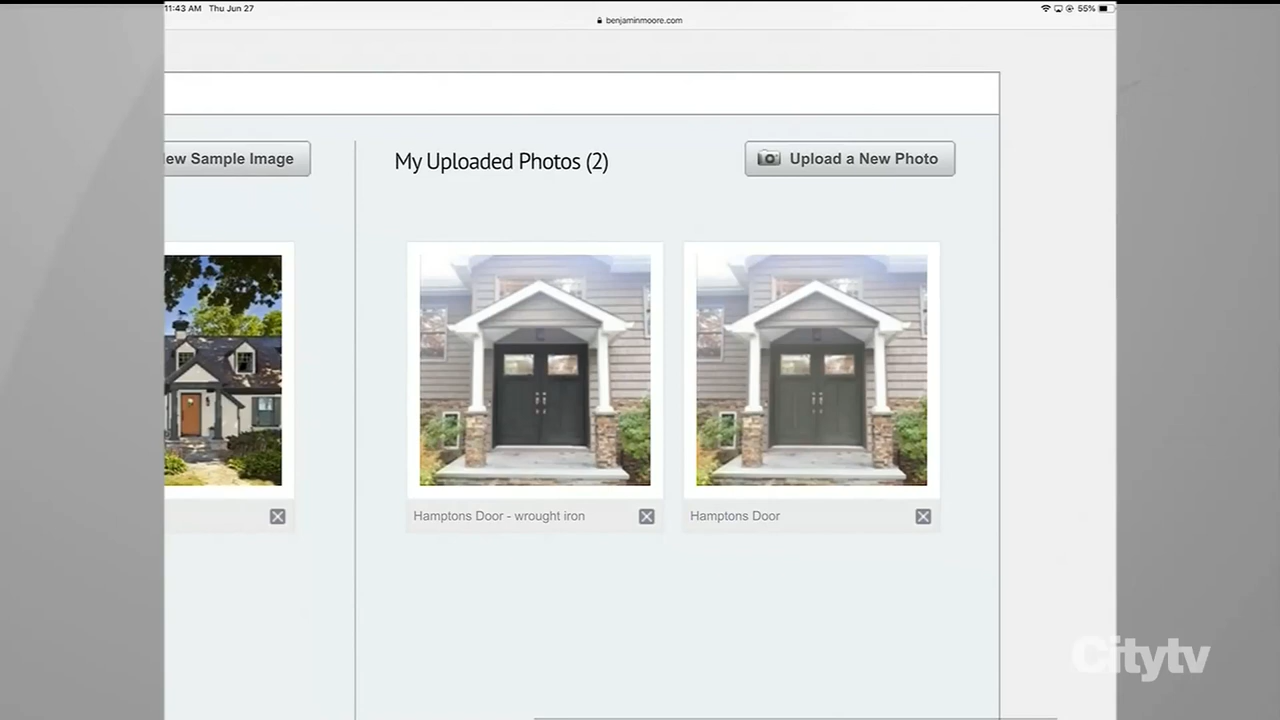 11:43 AM Thu Jun 27
55%
benjaminmoore.com
ew Sample Image
My Uploaded Photos (2)
Upload a New Photo
Hamptons Door - wrought iron
Hamptons Door
Citytv